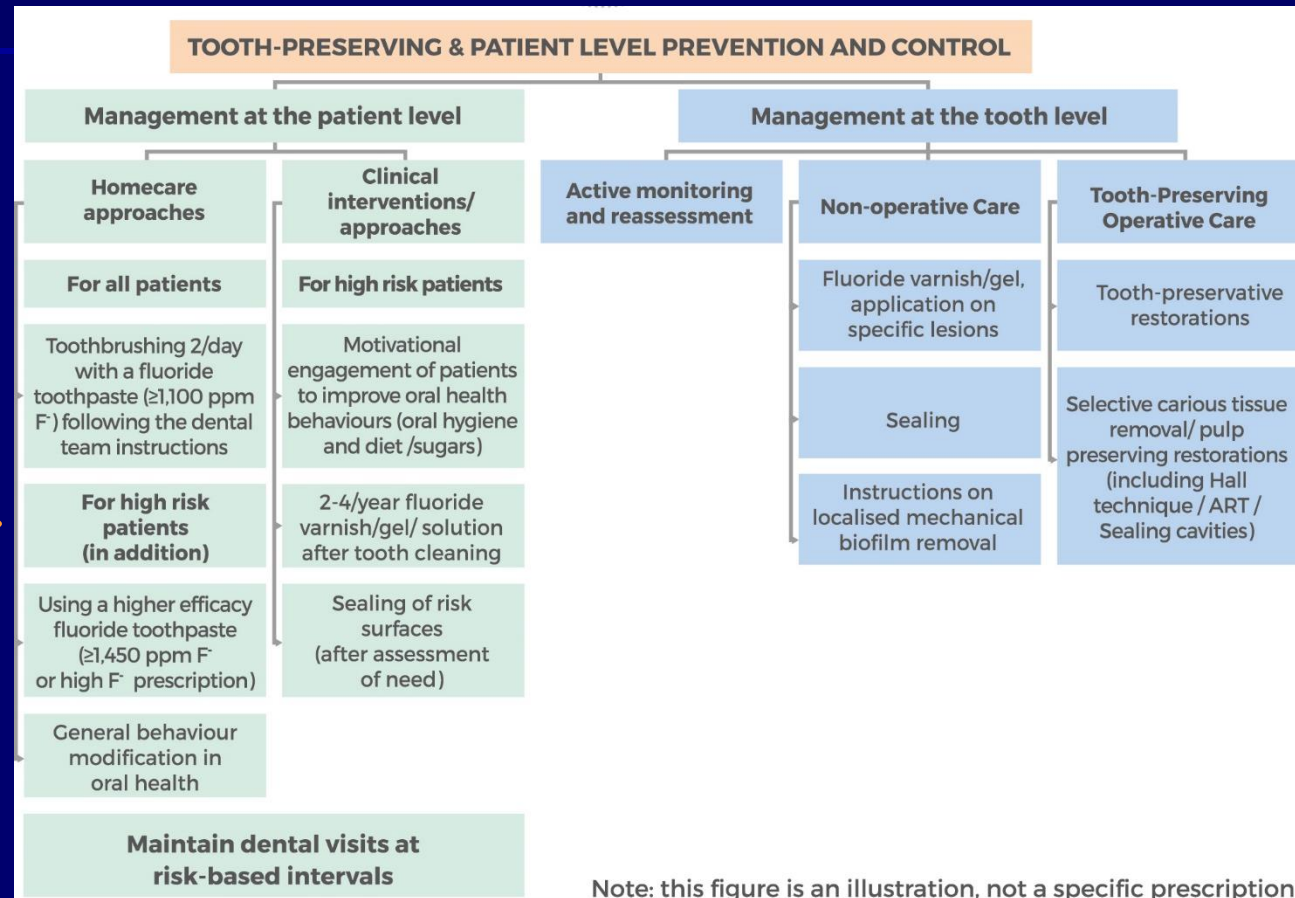 TOOTH-PRESERVING & PATIENT LEVEL PREVENTION AND CONTROL
Management at the patient level
Homecare
approaches
For all patients
Toothbrushing 2/day
with a fluoride
toothpaste (≥1,100 ppm
F⁻) following the dental
team instructions
For high risk
patients
(in addition)
Using a higher efficacy
fluoride toothpaste
(≥1,450 ppm F⁻
or high F⁻ prescription)
General behaviour
modification in
oral health
Clinical
interventions/
approaches
For high risk patients
Motivational
engagement of patients
to improve oral health
behaviours (oral hygiene
and diet /sugars)
2-4/year fluoride
varnish/gel/ solution
after tooth cleaning
Sealing of risk
surfaces
(after assessment
of need)
Maintain dental visits at
risk-based intervals
Management at the tooth level
Active monitoring
and reassessment
Non-operative Care
Fluoride varnish/gel,
application on
specific lesions
Sealing
Instructions on
localised mechanical
biofilm removal
Tooth-Preserving
Operative Care
Tooth-preservative
restorations
Selective carious tissue
removal/ pulp
preserving restorations
(including Hall
technique / ART /
Sealing cavities)
Note: this figure is an illustration, not a specific prescription